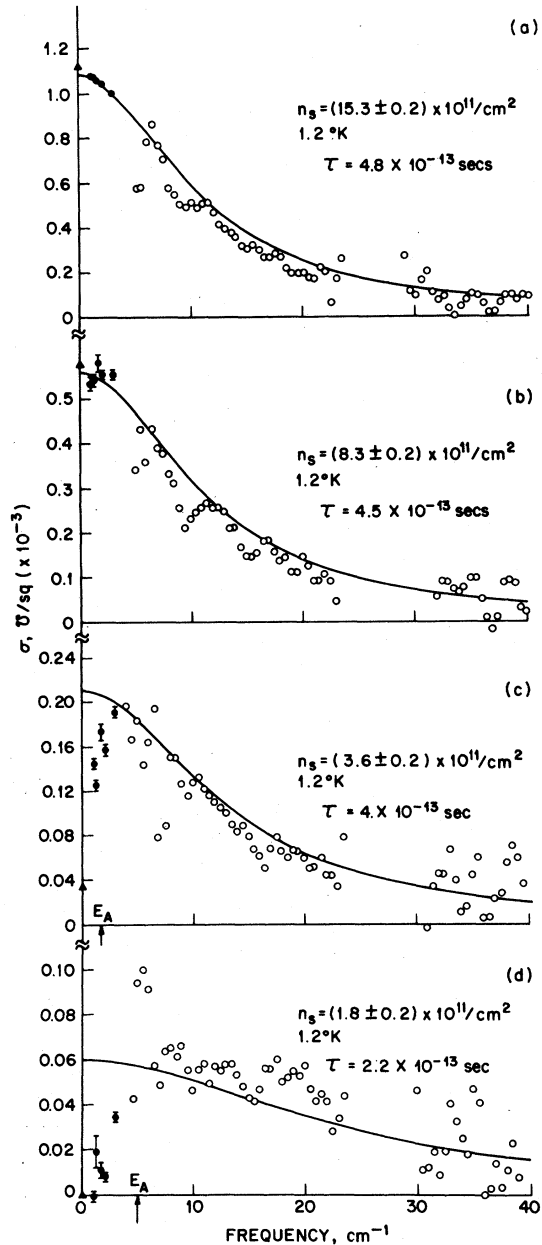 (a)
1.2
1.0
0.8
0.6
0.4
0.2
0
n_s = (15.3 ± 0.2) x 10^11/cm^2
1.2 °K
τ = 4.8 X 10^-13 secs
(b)
0.5
0.4
0.3
0.2
0.1
0
n_s = (8.3 ± 0.2) x 10^11/cm^2
1.2°K
τ = 4.5 X 10^-13 secs
σ, ℧/sq (x 10^-3)
(c)
0.24
0.20
0.16
0.12
0.08
0.04
0
n_s = (3.6 ± 0.2) x 10^11/cm^2
1.2°K
τ = 4. X 10^-13 sec
E_A
(d)
0.10
0.08
0.06
0.04
0.02
0
n_s = (1.8 ± 0.2) x 10^11/cm^2
1.2°K
τ = 2.2 X 10^-13 sec
E_A
0 10 20 30 40
FREQUENCY, cm^-1